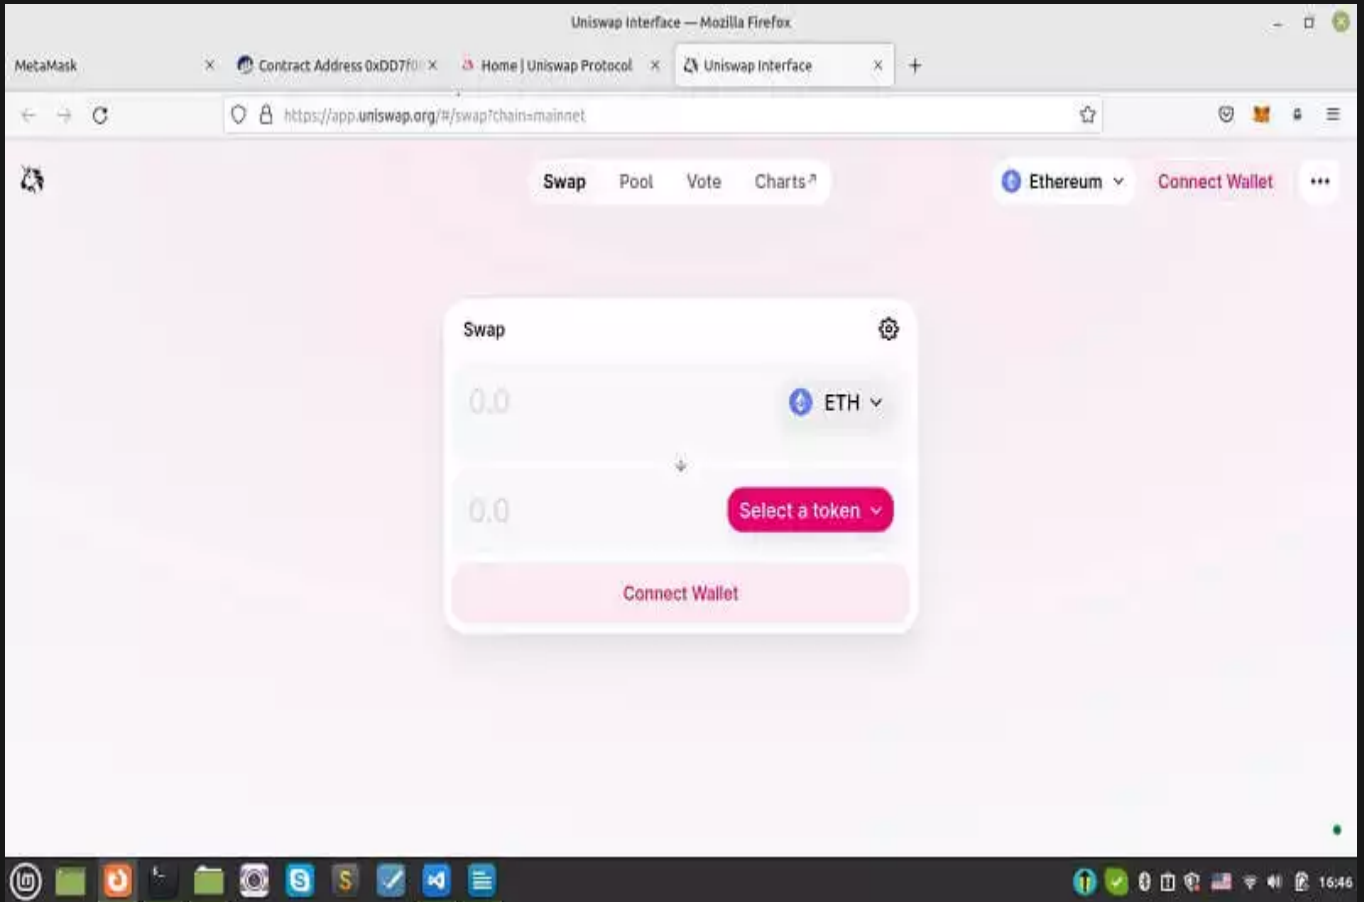 Uniswap Interface — Mozilla Firefox
MetaMask
Contract Address 0xDD7f0
Home | Uniswap Protocol
Uniswap Interface
https://app.uniswap.org/#/swap?chain=mainnet
Swap Pool Vote Charts↗
Ethereum
Connect Wallet
Swap
0.0
ETH
0.0
Select a token
Connect Wallet
16:46